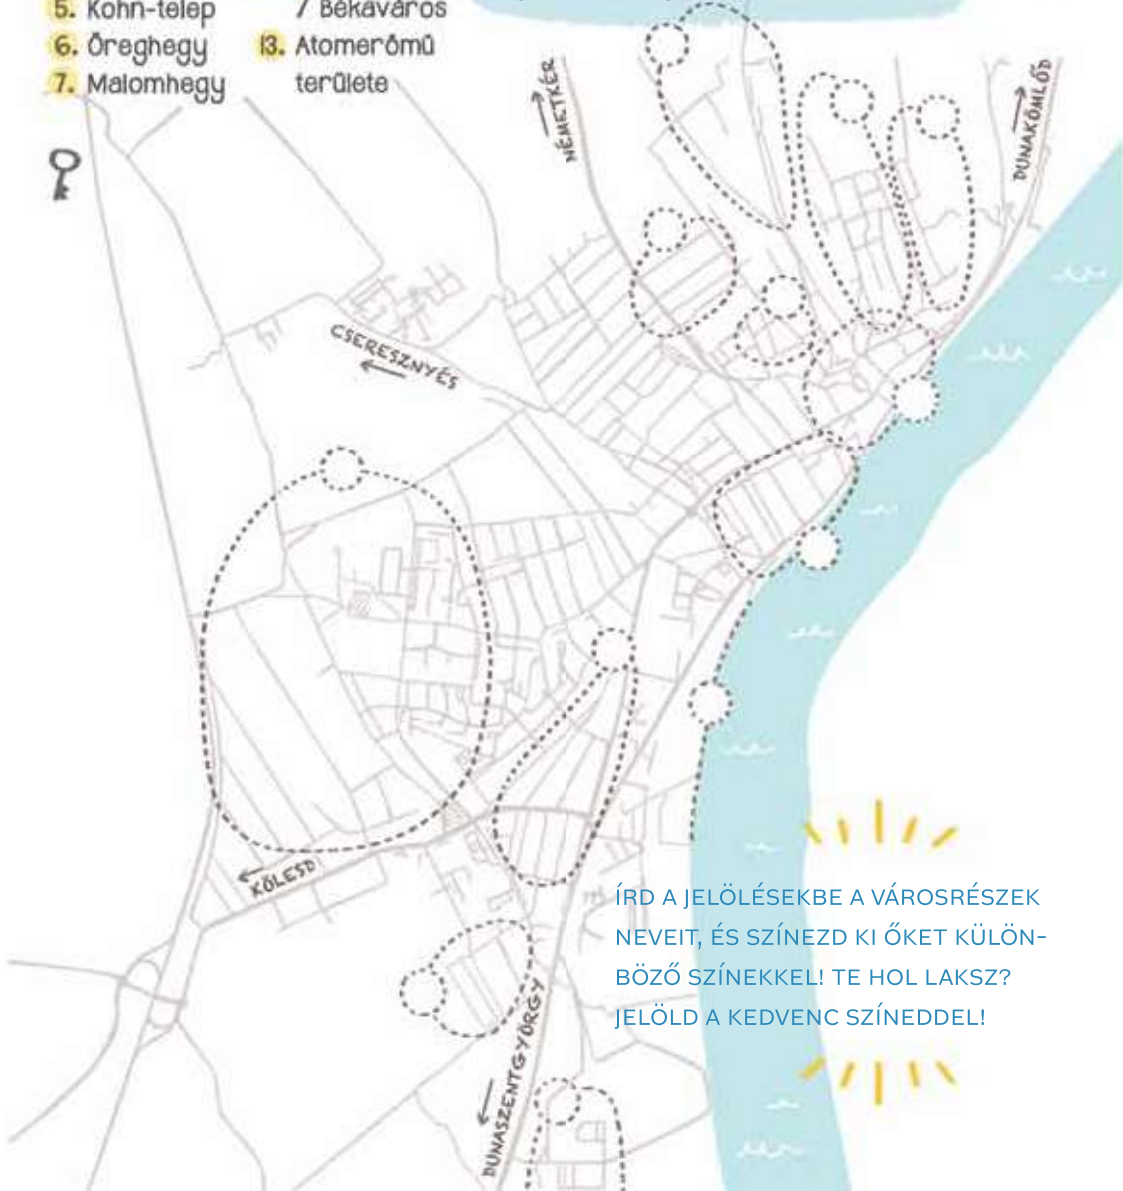 5. Kohn-telep
/ Békaváros
6. Öreghegy
13. Atomerőmű
7. Malomhegy
területe
NÉMETKÉR
DUNAKÖMLŐD
CSERESZNYÉS
KÖLESD
ÍRD A JELÖLÉSEKBE A VÁROSRÉSZEK
NEVEIT, ÉS SZÍNEZD KI ŐKET KÜLÖN-
BÖZŐ SZÍNEKKEL! TE HOL LAKSZ?
JELÖLD A KEDVENC SZÍNEDDEL!
DUNASZENTGYÖRGY